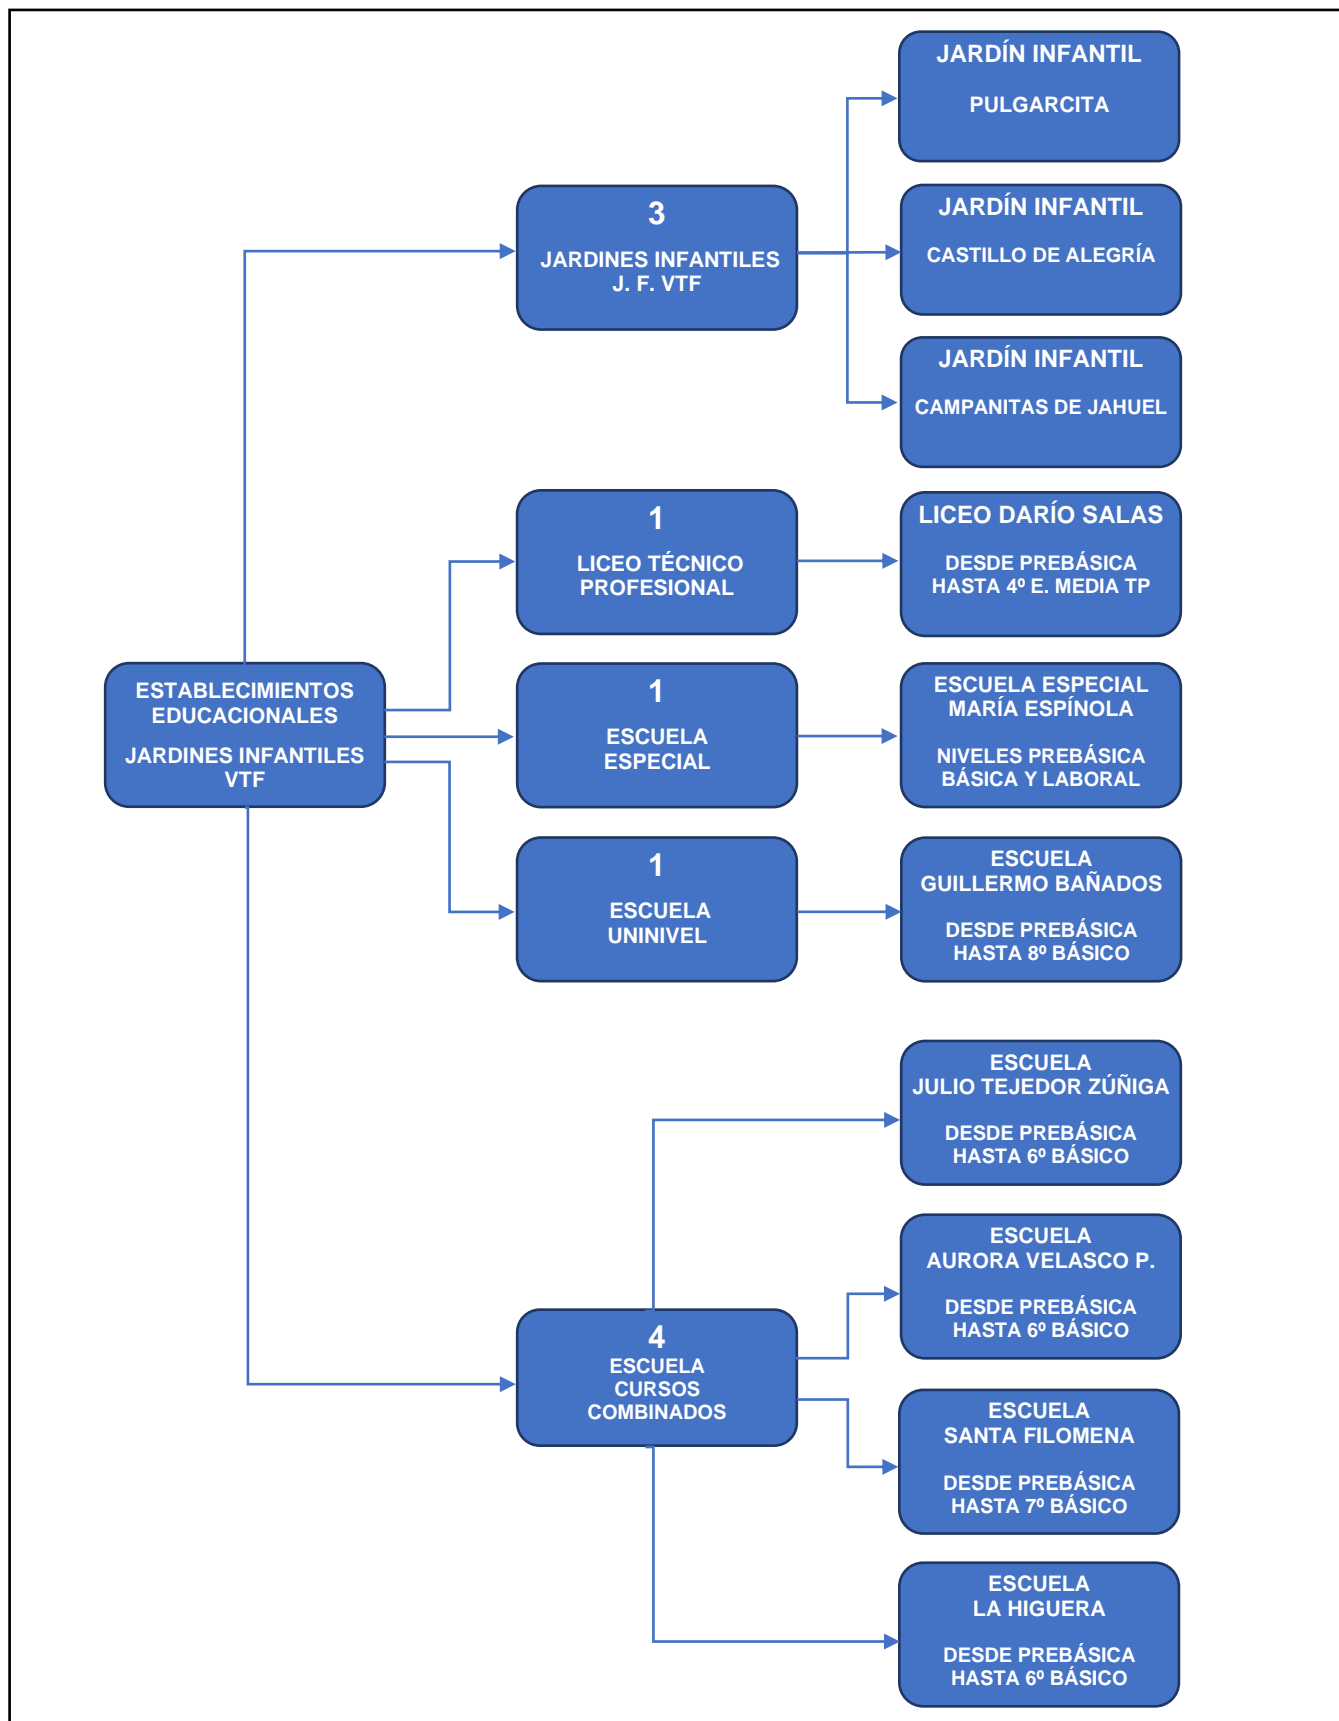 ESTABLECIMIENTOS
EDUCACIONALES
JARDINES INFANTILES
VTF
3
JARDINES INFANTILES
J. F. VTF
JARDÍN INFANTIL
PULGARCITA
JARDÍN INFANTIL
CASTILLO DE ALEGRÍA
JARDÍN INFANTIL
CAMPANITAS DE JAHUEL
1
LICEO TÉCNICO
PROFESIONAL
LICEO DARÍO SALAS
DESDE PREBÁSICA
HASTA 4º E. MEDIA TP
1
ESCUELA
ESPECIAL
ESCUELA ESPECIAL
MARÍA ESPÍNOLA
NIVELES PREBÁSICA
BÁSICA Y LABORAL
1
ESCUELA
UNINIVEL
ESCUELA
GUILLERMO BAÑADOS
DESDE PREBÁSICA
HASTA 8º BÁSICO
4
ESCUELA
CURSOS
COMBINADOS
ESCUELA
JULIO TEJEDOR ZÚÑIGA
DESDE PREBÁSICA
HASTA 6º BÁSICO
ESCUELA
AURORA VELASCO P.
DESDE PREBÁSICA
HASTA 6º BÁSICO
ESCUELA
SANTA FILOMENA
DESDE PREBÁSICA
HASTA 7º BÁSICO
ESCUELA
LA HIGUERA
DESDE PREBÁSICA
HASTA 6º BÁSICO